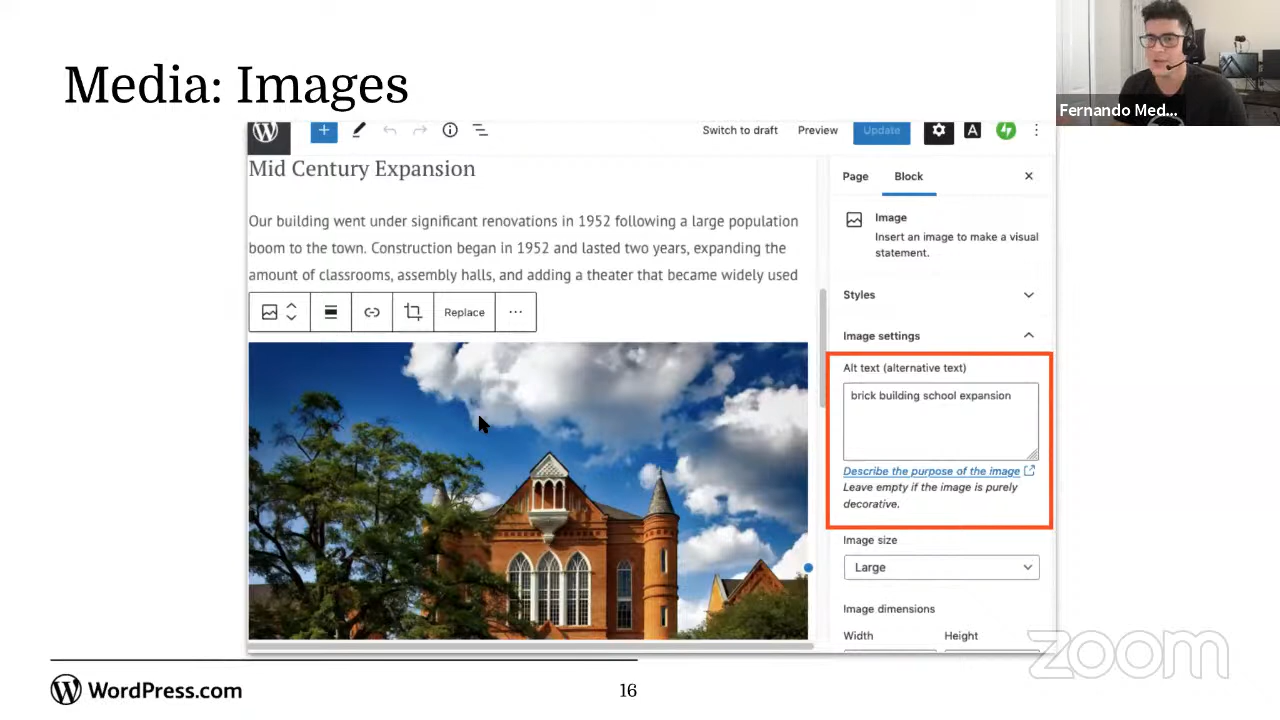 Media: Images
Fernando Med...
W
+
Switch to draft
Preview
Update
A
Mid Century Expansion
Page
Block
Our building went under significant renovations in 1952 following a large population
boom to the town. Construction began in 1952 and lasted two years, expanding the
amount of classrooms, assembly halls, and adding a theater that became widely used
Image
Insert an image to make a visual
statement.
Styles
Replace
Image settings
Alt text (alternative text)
brick building school expansion
Describe the purpose of the image
Leave empty if the image is purely
decorative.
Image size
Large
Image dimensions
Width
Height
zoom
WordPress.com
16